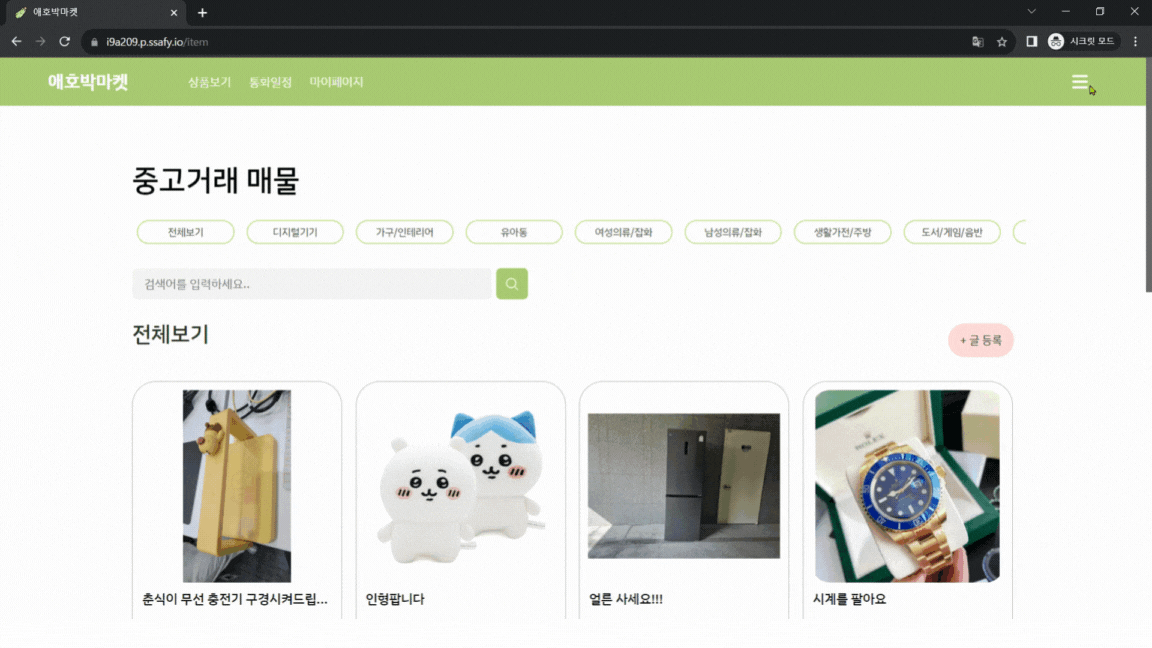 애호박마켓
i9a209.p.ssafy.io/item
시크릿 모드
애호박마켓 상품보기 통화일정 마이페이지
중고거래 매물
전체보기 디지털기기 가구/인테리어 유아동 여성의류/잡화 남성의류/잡화 생활가전/주방 도서/게임/음반
검색어를 입력하세요..
전체보기
+ 글 등록
ROLEX
춘식이 무선 충전기 구경시켜드립... 인형팝니다 얼른 사세요!!! 시계를 팔아요